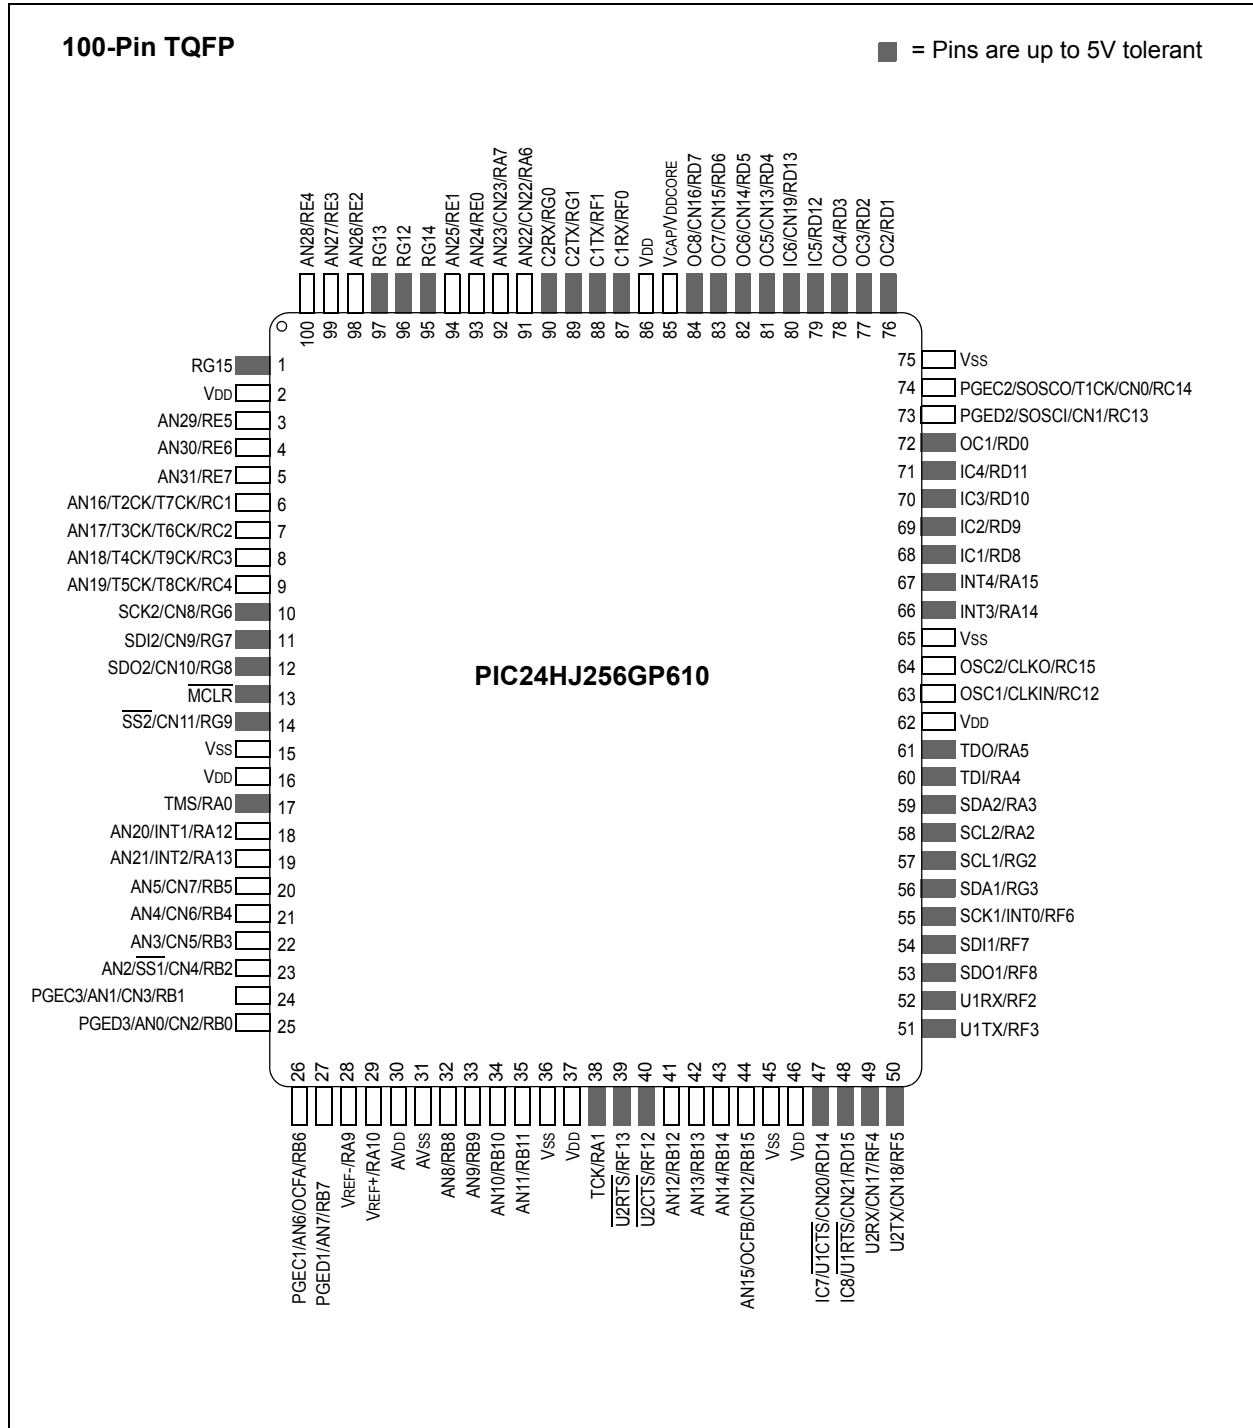 100-Pin TQFP
= Pins are up to 5V tolerant
AN28/RE4
AN27/RE3
AN26/RE2
RG13
RG12
RG14
AN25/RE1
AN24/RE0
AN23/CN23/RA7
AN22/CN22/RA6
C2RX/RG0
C2TX/RG1
C1TX/RF1
C1RX/RF0
VDD
VCAP/VDDCORE
OC8/CN16/RD7
OC7/CN15/RD6
OC6/CN14/RD5
OC5/CN13/RD4
IC6/CN19/RD13
IC5/RD12
OC4/RD3
OC3/RD2
OC2/RD1
100 99 98 97 96 95 94 93 92 91 90 89 88 87 86 85 84 83 82 81 80 79 78 77 76
RG15 1
VDD 2
AN29/RE5 3
AN30/RE6 4
AN31/RE7 5
AN16/T2CK/T7CK/RC1 6
AN17/T3CK/T6CK/RC2 7
AN18/T4CK/T9CK/RC3 8
AN19/T5CK/T8CK/RC4 9
SCK2/CN8/RG6 10
SDI2/CN9/RG7 11
SDO2/CN10/RG8 12
MCLR 13
SS2/CN11/RG9 14
VSS 15
VDD 16
TMS/RA0 17
AN20/INT1/RA12 18
AN21/INT2/RA13 19
AN5/CN7/RB5 20
AN4/CN6/RB4 21
AN3/CN5/RB3 22
AN2/SS1/CN4/RB2 23
PGEC3/AN1/CN3/RB1 24
PGED3/AN0/CN2/RB0 25
PIC24HJ256GP610
75 VSS
74 PGEC2/SOSCO/T1CK/CN0/RC14
73 PGED2/SOSCI/CN1/RC13
72 OC1/RD0
71 IC4/RD11
70 IC3/RD10
69 IC2/RD9
68 IC1/RD8
67 INT4/RA15
66 INT3/RA14
65 VSS
64 OSC2/CLKO/RC15
63 OSC1/CLKIN/RC12
62 VDD
61 TDO/RA5
60 TDI/RA4
59 SDA2/RA3
58 SCL2/RA2
57 SCL1/RG2
56 SDA1/RG3
55 SCK1/INT0/RF6
54 SDI1/RF7
53 SDO1/RF8
52 U1RX/RF2
51 U1TX/RF3
26 27 28 29 30 31 32 33 34 35 36 37 38 39 40 41 42 43 44 45 46 47 48 49 50
PGEC1/AN6/OCFA/RB6
PGED1/AN7/RB7
VREF-/RA9
VREF+/RA10
AVDD
AVSS
AN8/RB8
AN9/RB9
AN10/RB10
AN11/RB11
VSS
VDD
TCK/RA1
U2RTS/RF13
U2CTS/RF12
AN12/RB12
AN13/RB13
AN14/RB14
AN15/OCFB/CN12/RB15
VSS
VDD
IC7/U1CTS/CN20/RD14
IC8/U1RTS/CN21/RD15
U2RX/CN17/RF4
U2TX/CN18/RF5